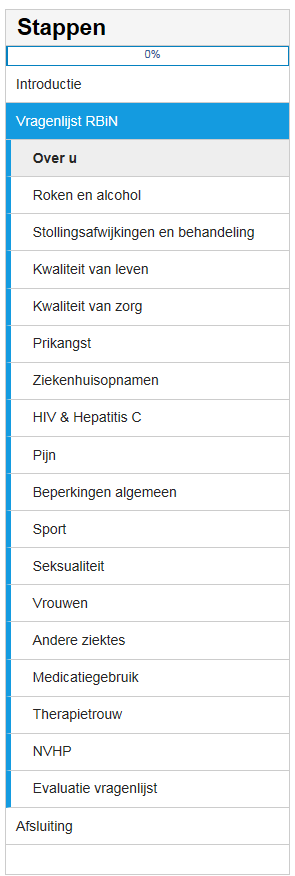 Stappen
0%
Introductie
Vragenlijst RBiN
Over u
Roken en alcohol
Stollingsafwijkingen en behandeling
Kwaliteit van leven
Kwaliteit van zorg
Prikangst
Ziekenhuisopnamen
HIV & Hepatitis C
Pijn
Beperkingen algemeen
Sport
Seksualiteit
Vrouwen
Andere ziektes
Medicatiegebruik
Therapietrouw
NVHP
Evaluatie vragenlijst
Afsluiting